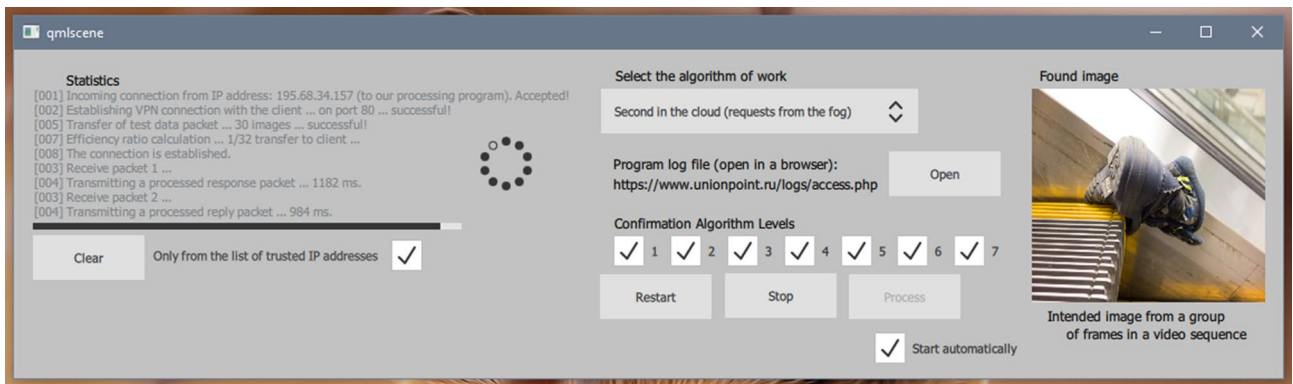 qmlscene
Statistics
[001] Incoming connection from IP address: 195.68.34.157 (to our processing program). Accepted!
[002] Establishing VPN connection with the client ... on port 80 ... successful!
[005] Transfer of test data packet ... 30 images ... successful!
[007] Efficiency ratio calculation ... 1/32 transfer to client ...
[008] The connection is established.
[003] Receive packet 1 ...
[004] Transmitting a processed response packet ... 1182 ms.
[003] Receive packet 2 ...
[004] Transmitting a processed reply packet ... 984 ms.
Clear
Only from the list of trusted IP addresses
Select the algorithm of work
Second in the cloud (requests from the fog)
Program log file (open in a browser):
https://www.unionpoint.ru/logs/access.php
Open
Confirmation Algorithm Levels
1 2 3 4 5 6 7
Restart
Stop
Process
Start automatically
Found image
Intended image from a group
of frames in a video sequence